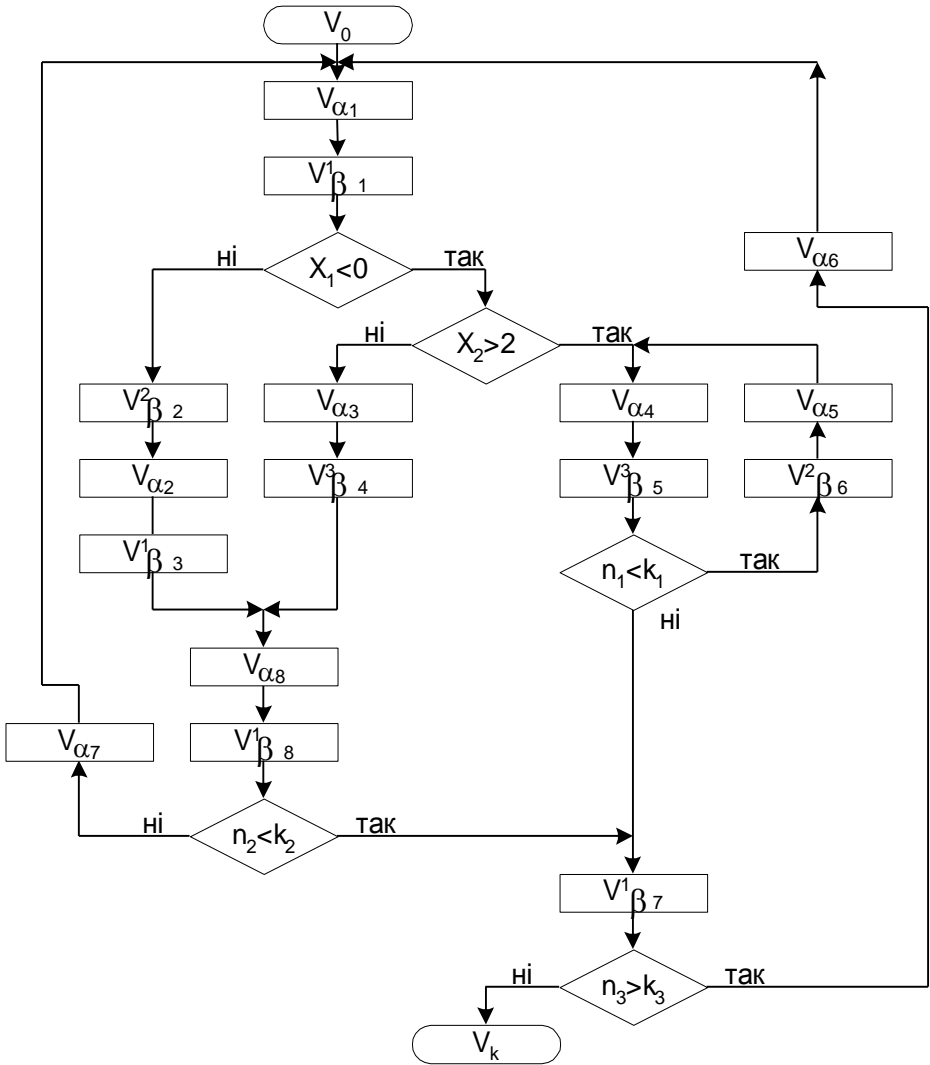 V₀
Vα₁
V¹β₁
ні X₁<0 так
Vα₆
ні X₂>2 так
V²β₂ Vα₃ Vα₄ Vα₅
Vα₂ V³β₄ V³β₅ V²β₆
V¹β₃
n₁<k₁ так
ні
Vα₈
Vα₇ V¹β₈
ні n₂<k₂ так
V¹β₇
ні n₃>k₃ так
Vₖ